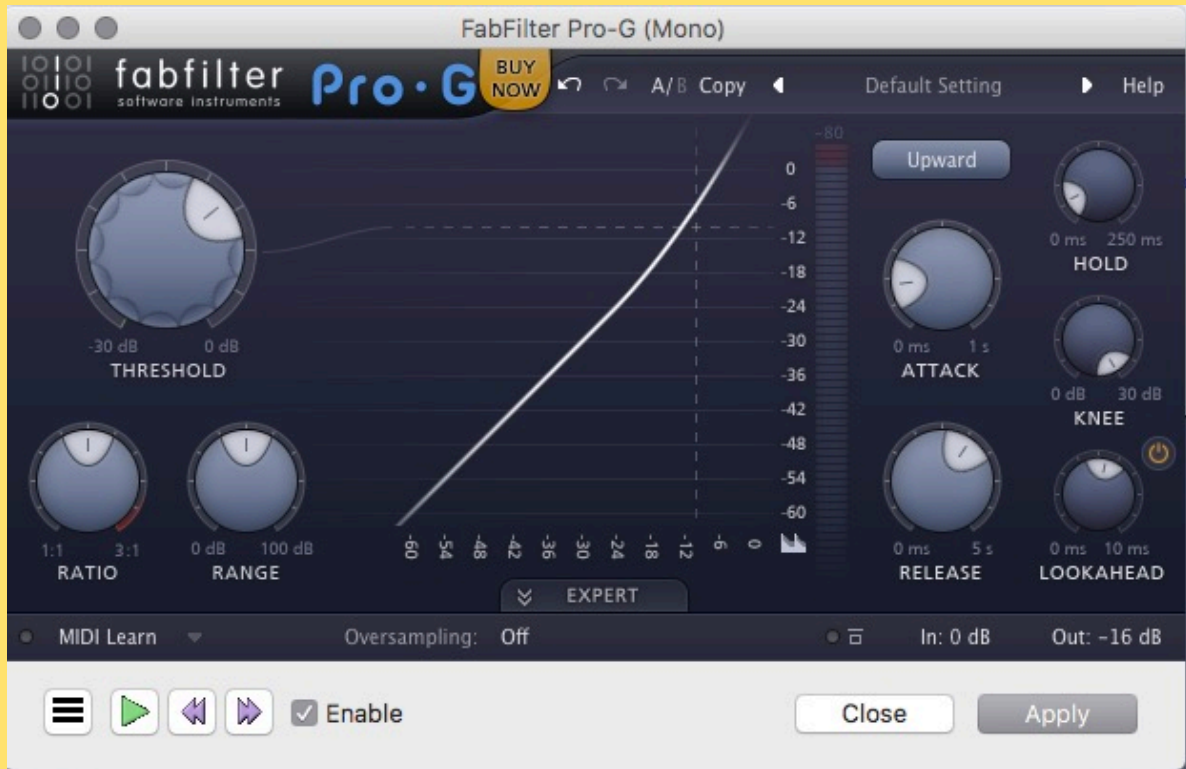 FabFilter Pro-G (Mono)
fabfilter
software instruments
Pro·G
BUY
NOW
A/B Copy Default Setting Help
-80
Upward
0
-6
-12
-18
-24
-30
-36
-42
-48
-54
-60
-30 dB 0 dB
THRESHOLD
0 ms 250 ms
HOLD
0 ms 1 s
ATTACK
0 dB 30 dB
KNEE
1:1 3:1
RATIO
0 dB 100 dB
RANGE
-60 -54 -48 -42 -36 -30 -24 -18 -12 -6 0
0 ms 5 s
RELEASE
0 ms 10 ms
LOOKAHEAD
EXPERT
MIDI Learn Oversampling: Off In: 0 dB Out: -16 dB
Enable Close Apply